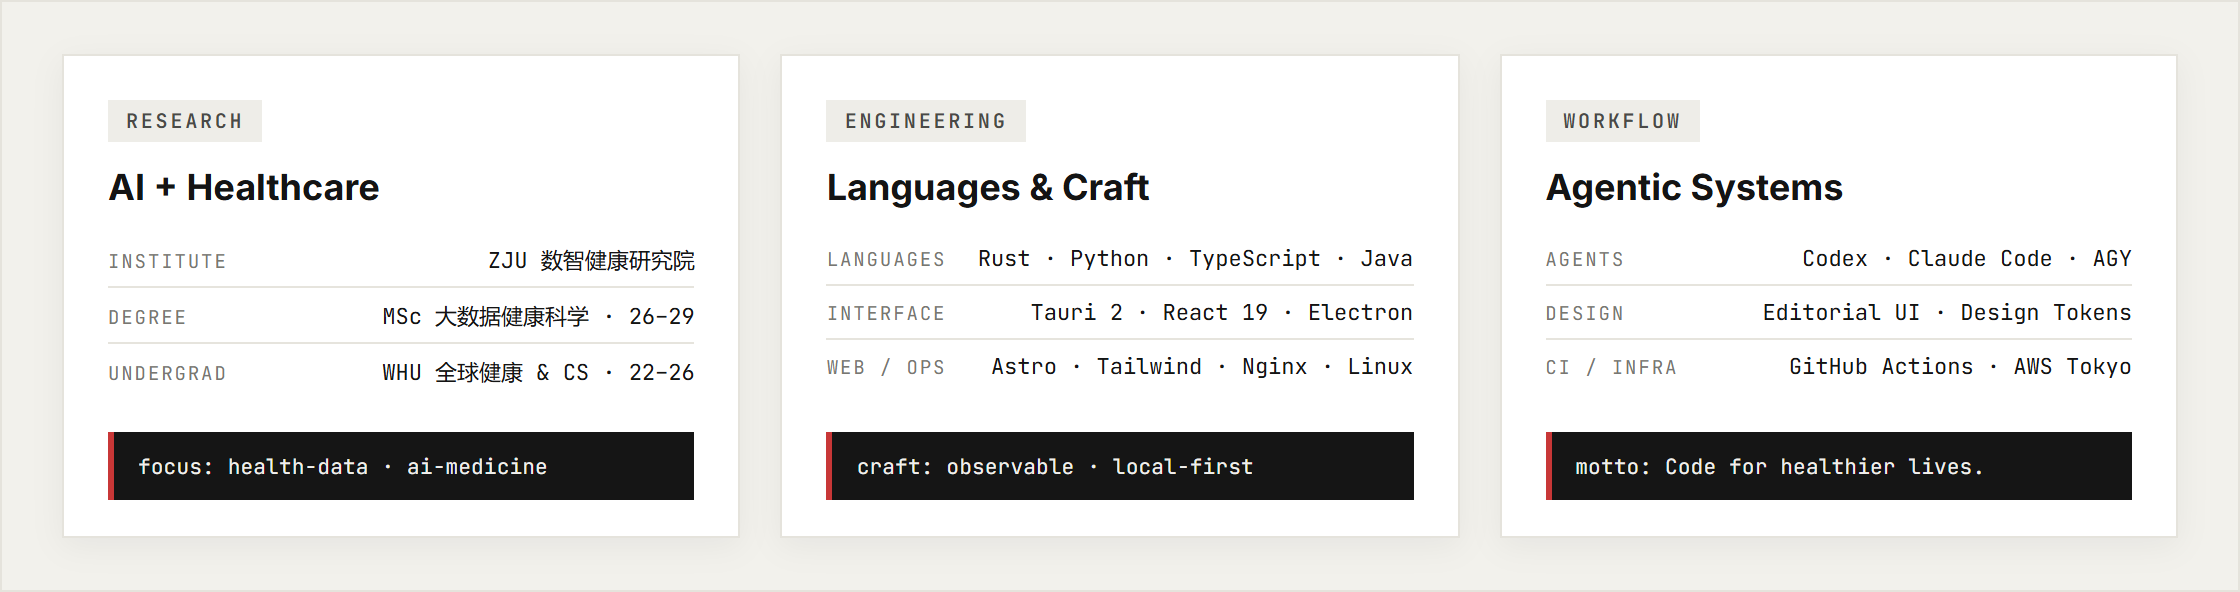 RESEARCH
AI + Healthcare
INSTITUTE ZJU 数智健康研究院
DEGREE MSc 大数据健康科学 · 26–29
UNDERGRAD WHU 全球健康 & CS · 22–26
focus: health-data · ai-medicine
ENGINEERING
Languages & Craft
LANGUAGES Rust · Python · TypeScript · Java
INTERFACE Tauri 2 · React 19 · Electron
WEB / OPS Astro · Tailwind · Nginx · Linux
craft: observable · local-first
WORKFLOW
Agentic Systems
AGENTS Codex · Claude Code · AGY
DESIGN Editorial UI · Design Tokens
CI / INFRA GitHub Actions · AWS Tokyo
motto: Code for healthier lives.